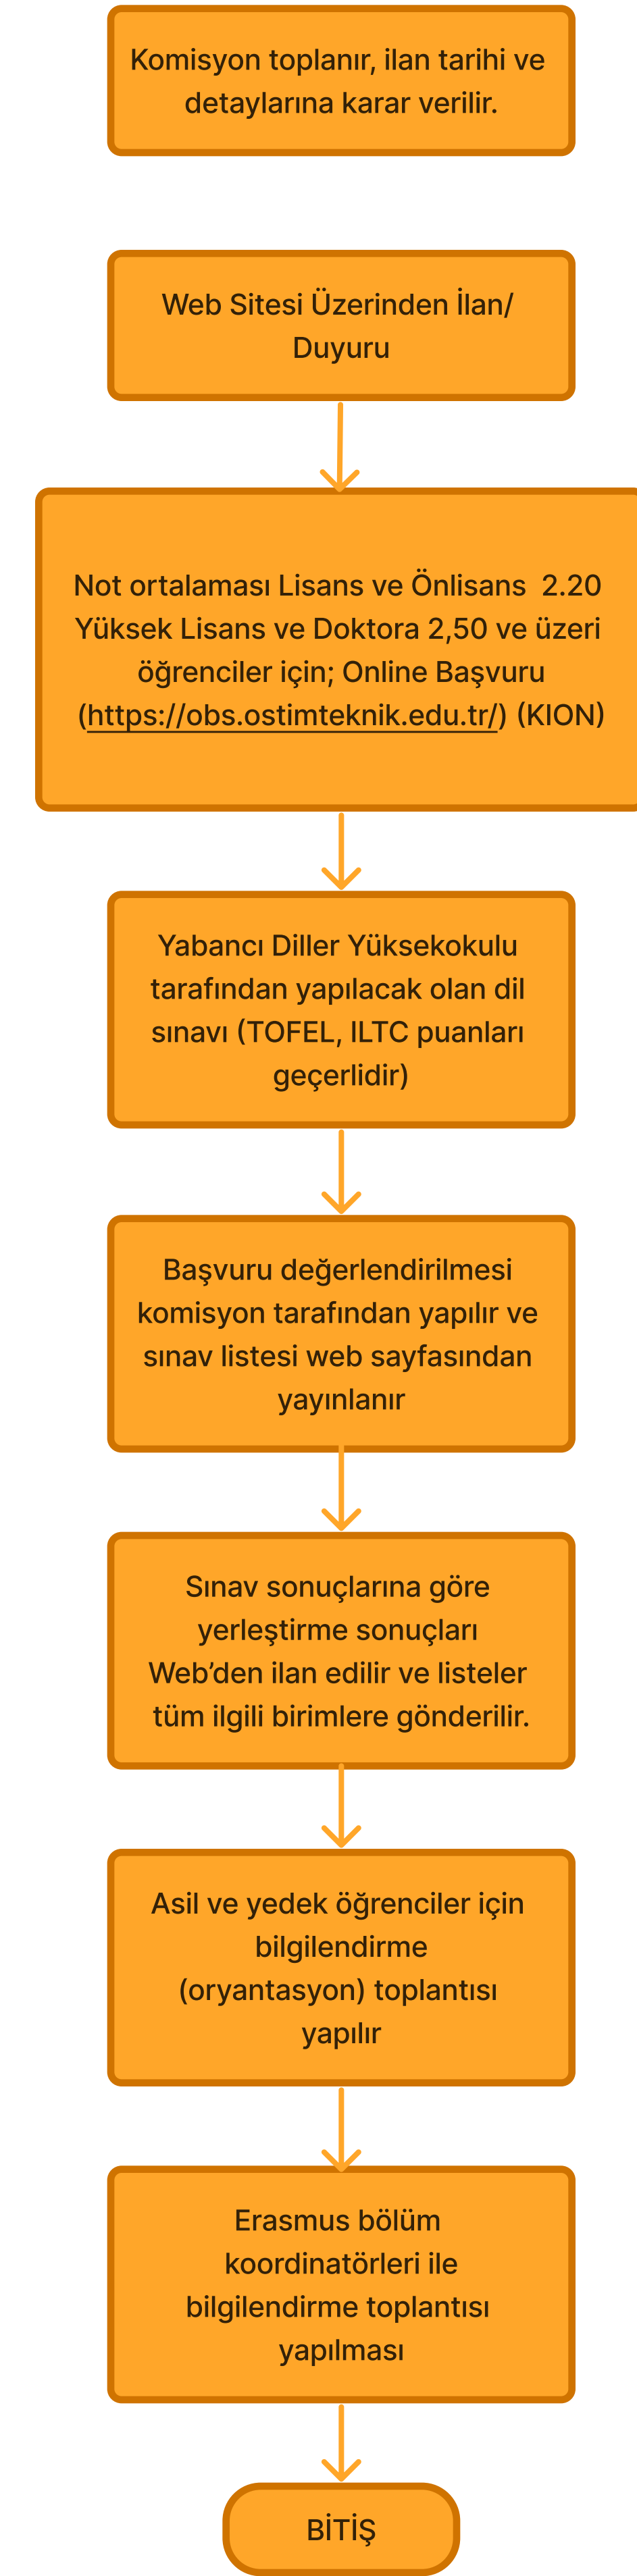 Komisyon toplanır, ilan tarihi ve
detaylarına karar verilir.
Web Sitesi Üzerinden İlan/
Duyuru
Not ortalaması Lisans ve Önlisans  2.20
Yüksek Lisans ve Doktora 2,50 ve üzeri
öğrenciler için; Online Başvuru
(https://obs.ostimteknik.edu.tr/) (KION)
Yabancı Diller Yüksekokulu
tarafından yapılacak olan dil
sınavı (TOFEL, ILTC puanları
geçerlidir)
Başvuru değerlendirilmesi
komisyon tarafından yapılır ve
sınav listesi web sayfasından
yayınlanır
Sınav sonuçlarına göre
yerleştirme sonuçları
Web’den ilan edilir ve listeler
tüm ilgili birimlere gönderilir.
Asil ve yedek öğrenciler için
bilgilendirme
(oryantasyon) toplantısı
yapılır
Erasmus bölüm
koordinatörleri ile
bilgilendirme toplantısı
yapılması
BİTİŞ